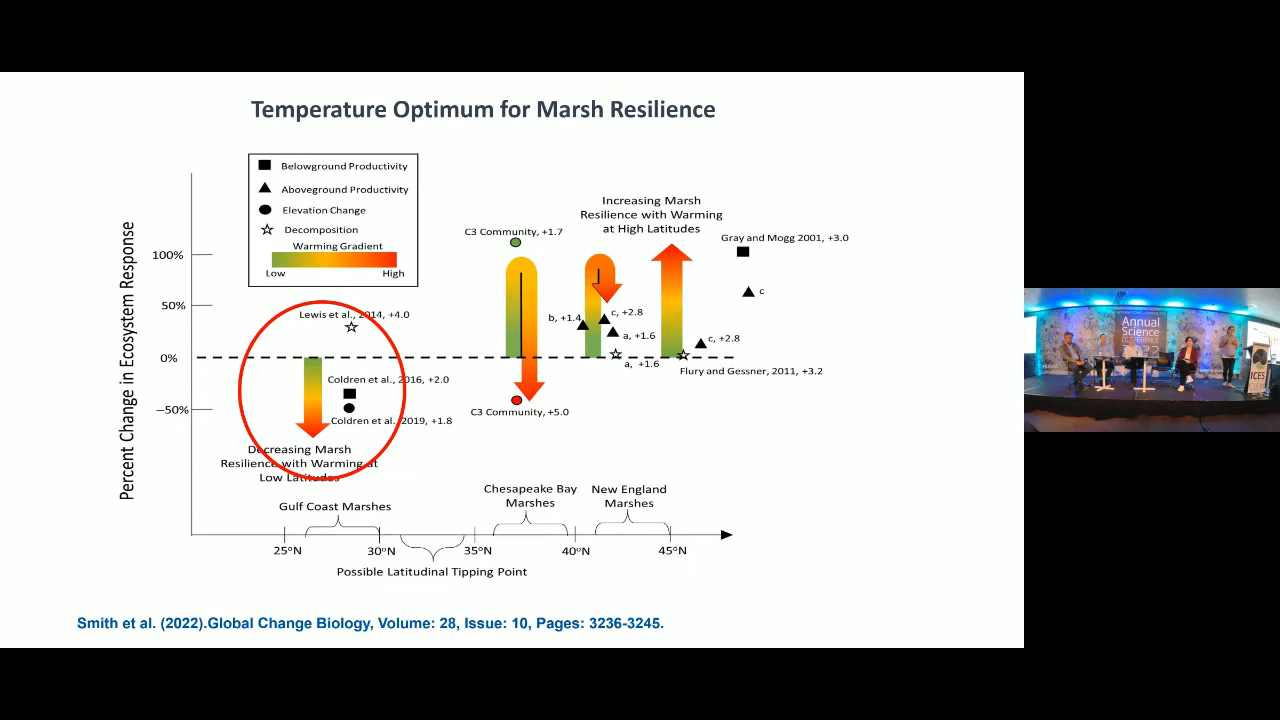 Temperature Optimum for Marsh Resilience
Percent Change in Ecosystem Response
100%
50%
0%
−50%
Belowground Productivity
Aboveground Productivity
Elevation Change
Decomposition
Warming Gradient
Low
High
Lewis et al., 2014, +4.0
Coldren et al., 2016, +2.0
Coldren et al., 2019, +1.8
Decreasing Marsh
Resilience with Warming at
Low Latitudes
C3 Community, +1.7
C3 Community, +5.0
Increasing Marsh
Resilience with Warming
at High Latitudes
b, +1.4
c, +2.8
a, +1.6
a, +1.6
Gray and Mogg 2001, +3.0
c
c, +2.8
Flury and Gessner, 2011, +3.2
Gulf Coast Marshes
Chesapeake Bay
Marshes
New England
Marshes
25°N
30°N
35°N
40°N
45°N
Possible Latitudinal Tipping Point
Smith et al. (2022).Global Change Biology, Volume: 28, Issue: 10, Pages: 3236-3245.
Annual
Science
ICES